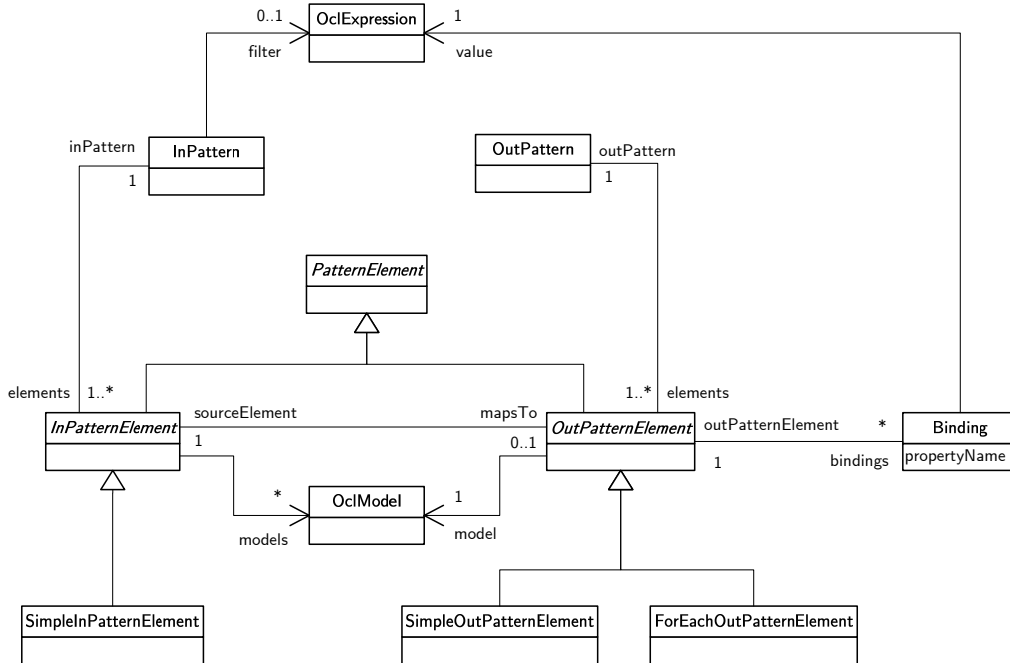 0..1
OclExpression
1
filter
value
inPattern
InPattern
1
OutPattern
outPattern
1
PatternElement
elements
1..*
1..*
elements
InPatternElement
sourceElement
1
mapsTo
0..1
OutPatternElement
outPatternElement
1
*
bindings
Binding
propertyName
*
models
OclModel
1
model
SimpleInPatternElement
SimpleOutPatternElement
ForEachOutPatternElement